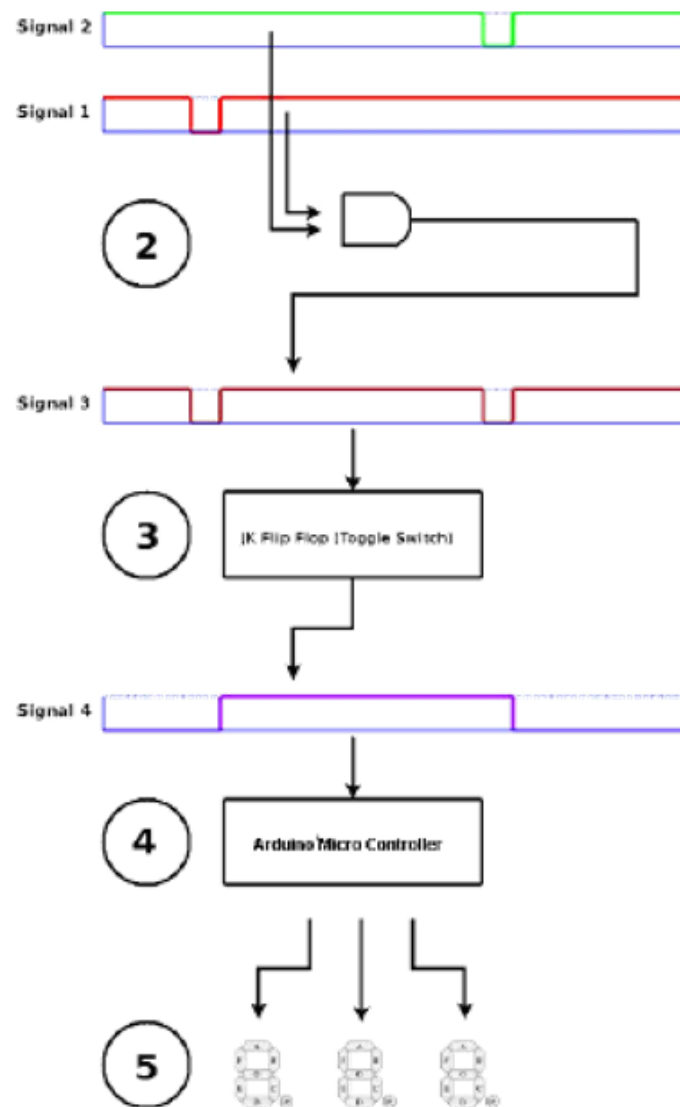 Signal 2
Signal 1
2
Signal 3
3
JK Flip Flop (Toggle Switch)
Signal 4
4
Arduino Micro Controller
5